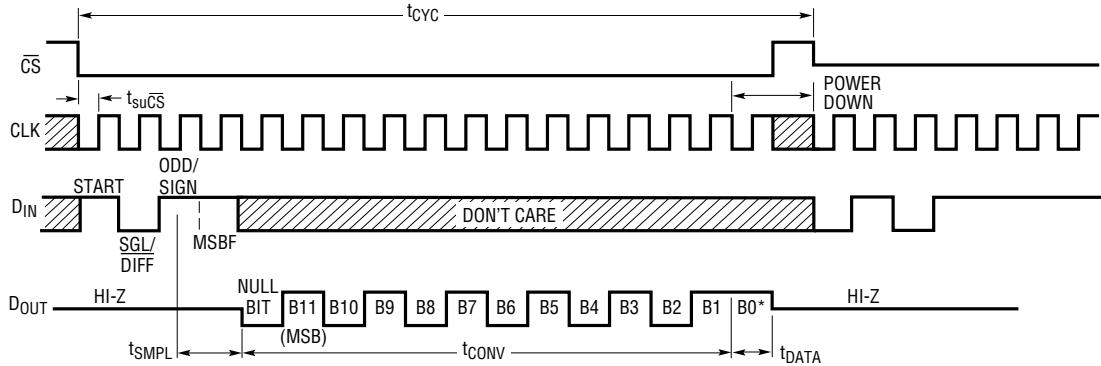 tCYC
CS
POWER
DOWN
tsuCS
CLK
ODD/
SIGN
START
DIN
DON'T CARE
MSBF
SGL/
DIFF
NULL
BIT
HI-Z
DOUT
B11 B10 B9 B8 B7 B6 B5 B4 B3 B2 B1 B0*
HI-Z
(MSB)
tSMPL
tCONV
tDATA